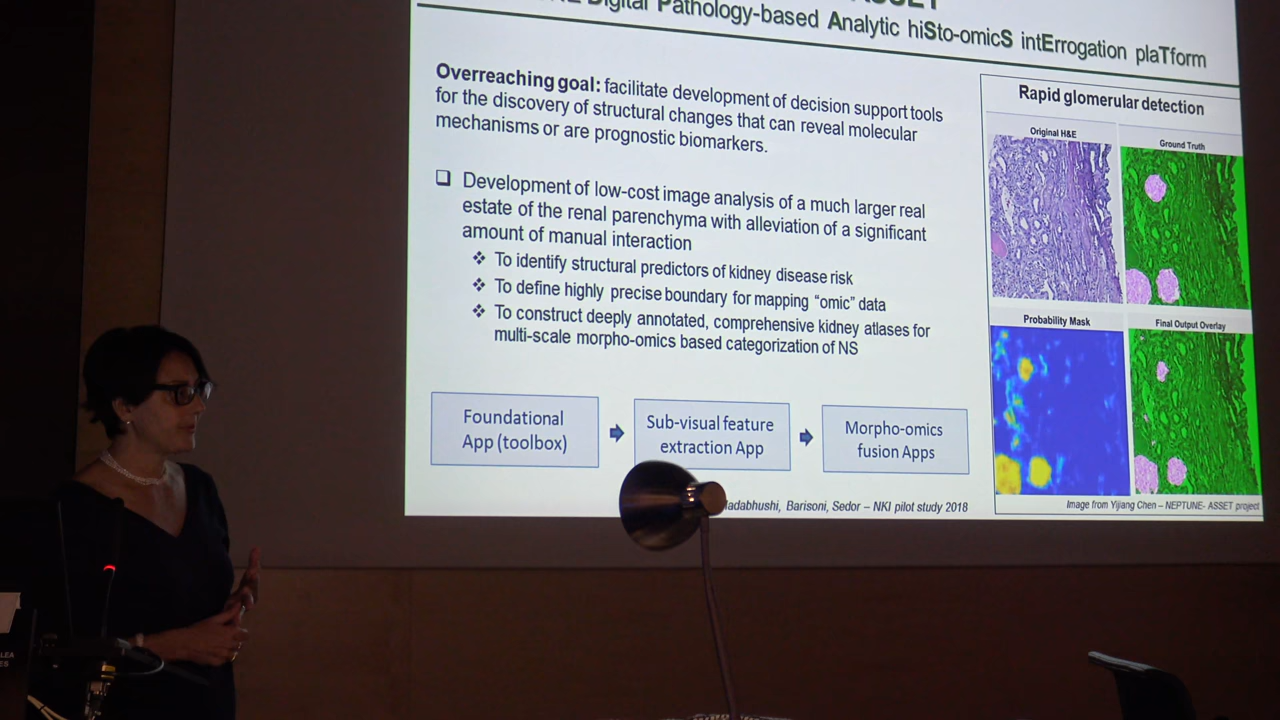 ASSET
Digital Pathology-based Analytic hiSto-omicS intErrogation plaTform
Overreaching goal: facilitate development of decision support tools
for the discovery of structural changes that can reveal molecular
mechanisms or are prognostic biomarkers.
❑ Development of low-cost image analysis of a much larger real
estate of the renal parenchyma with alleviation of a significant
amount of manual interaction
❖ To identify structural predictors of kidney disease risk
❖ To define highly precise boundary for mapping “omic” data
❖ To construct deeply annotated, comprehensive kidney atlases for
multi-scale morpho-omics based categorization of NS
Foundational
App (toolbox)
Sub-visual feature
extraction App
Morpho-omics
fusion Apps
Barisoni, Sedor – NKI pilot study 2018
Rapid glomerular detection
Original H&E
Ground Truth
Probability Mask
Final Output Overlay
Image from Yijiang Chen – NEPTUNE- ASSET project